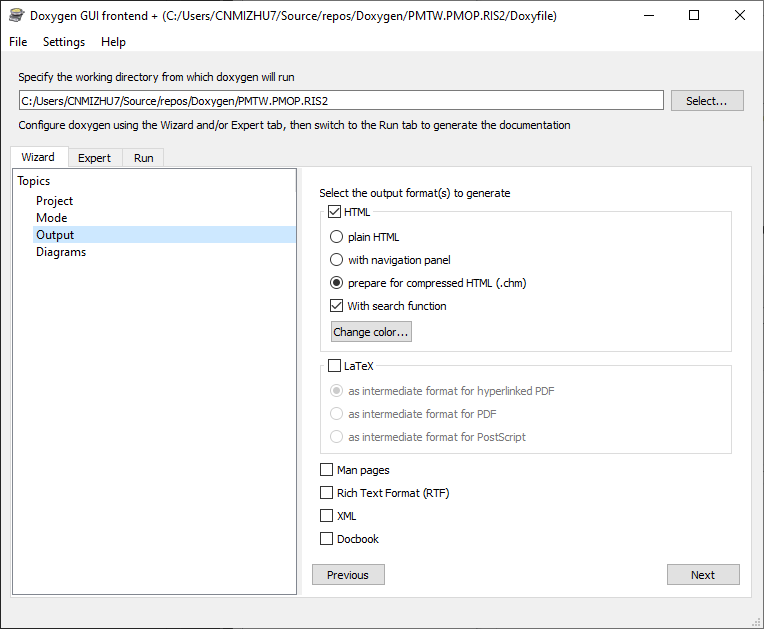 Doxygen GUI frontend + (C:/Users/CNMIZHU7/Source/repos/Doxygen/PMTW.PMOP.RIS2/Doxyfile)
File Settings Help
Specify the working directory from which doxygen will run
C:/Users/CNMIZHU7/Source/repos/Doxygen/PMTW.PMOP.RIS2
Select...
Configure doxygen using the Wizard and/or Expert tab, then switch to the Run tab to generate the documentation
Wizard Expert Run
Topics
Project
Mode
Output
Diagrams
Select the output format(s) to generate
HTML
plain HTML
with navigation panel
prepare for compressed HTML (.chm)
With search function
Change color...
LaTeX
as intermediate format for hyperlinked PDF
as intermediate format for PDF
as intermediate format for PostScript
Man pages
Rich Text Format (RTF)
XML
Docbook
Previous Next